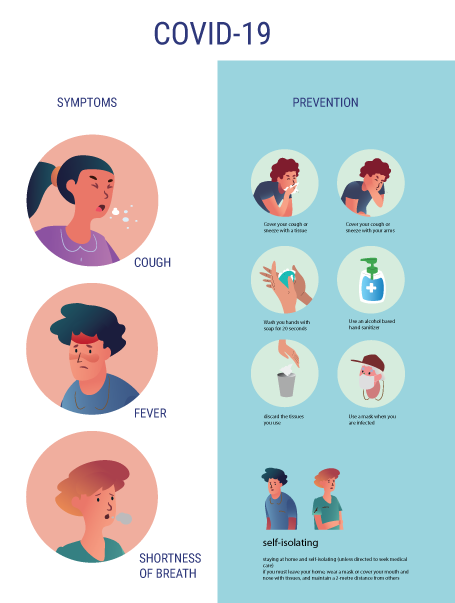 COVID-19
SYMPTOMS
COUGH
FEVER
SHORTNESS
OF BREATH
PREVENTION
Cover your cough or
sneeze with a tissue
Cover your cough or
sneeze with your arms
Wash you hands with
soap for 20 seconds
Use an alcohol based
hand sanitizer
discard the tissues
you use
Use a mask when you
are infected
self-isolating
staying at home and self-isolating (unless directed to seek medical
care)
if you must leave your home, wear a mask or cover your mouth and
nose with tissues, and maintain a 2-metre distance from others